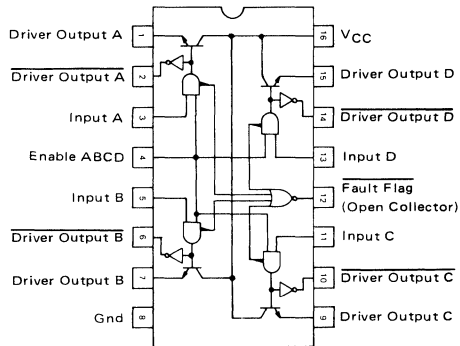 Driver Output A
1
16
VCC
Driver Output A
2
15
Driver Output D
Input A
3
14
Driver Output D
Enable ABCD
4
13
Input D
Input B
5
12
Fault Flag
(Open Collector)
Driver Output B
6
11
Input C
Driver Output B
7
10
Driver Output C
Gnd
8
9
Driver Output C